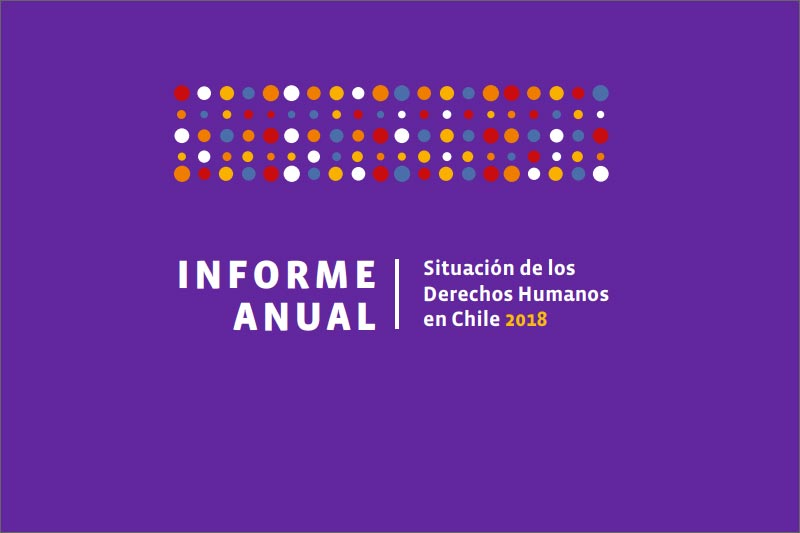 INFORME
ANUAL
Situación de los
Derechos Humanos
en Chile 2018